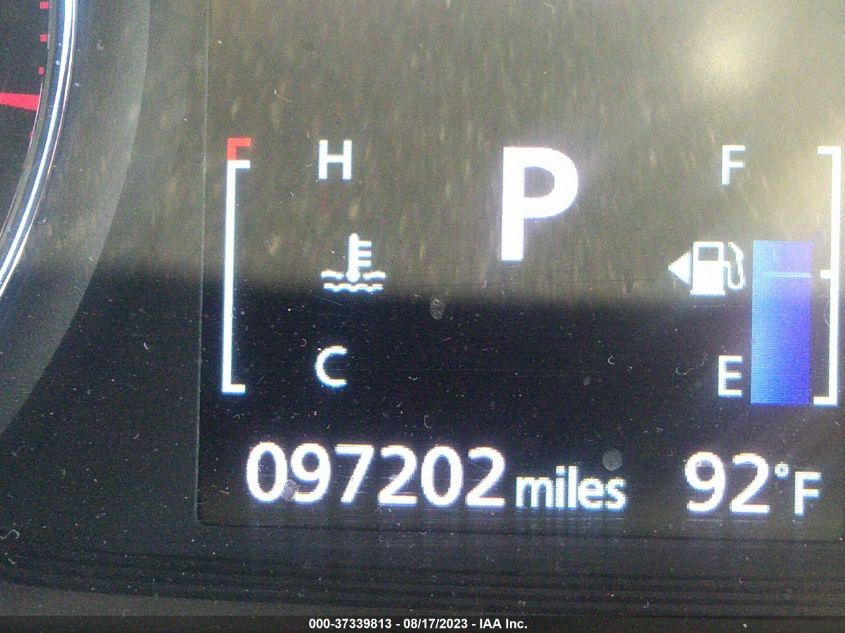 H P F
C E
097202 miles 92°F
000-37339813 - 08/17/2023 - IAA Inc.